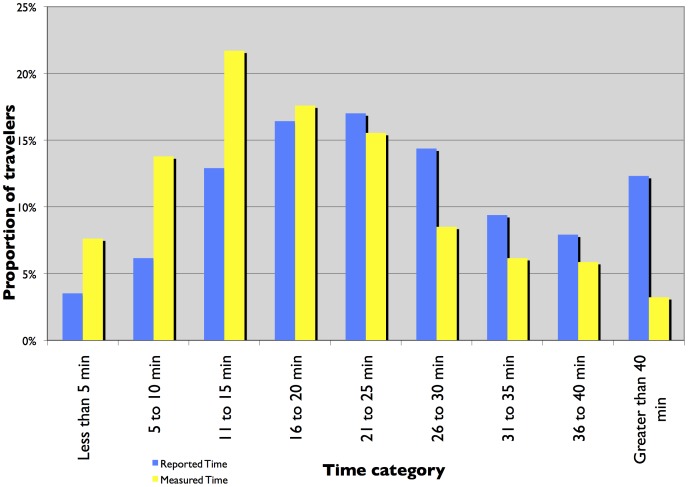 25%
20%
15%
10%
5%
0%
Proportion of travelers
Less than 5 min
5 to 10 min
11 to 15 min
16 to 20 min
21 to 25 min
26 to 30 min
31 to 35 min
36 to 40 min
Greater than 40
min
Time category
Reported Time
Measured Time